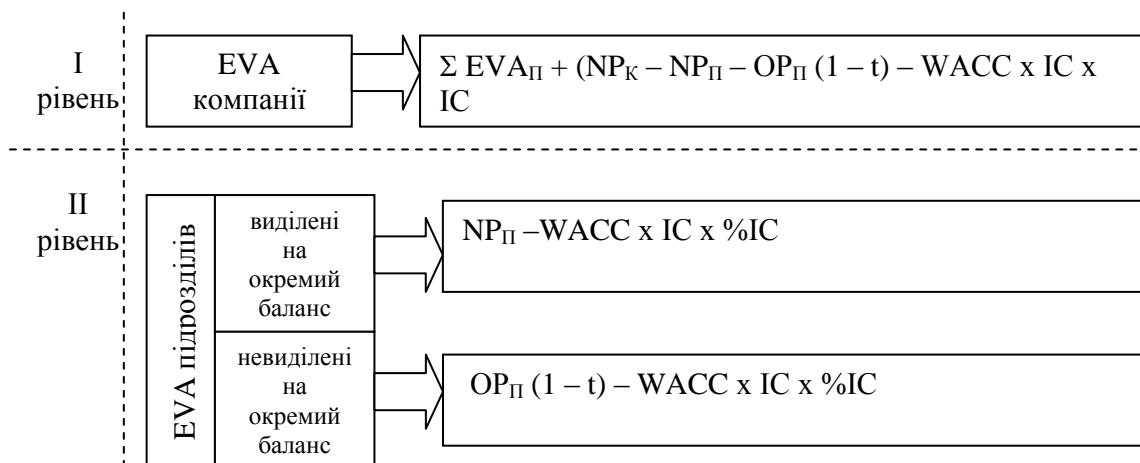 I
рівень
EVA
компанії
Σ EVAП + (NPК – NPП – OPП (1 – t) – WACC x IC x
IC
II
рівень
EVA підрозділів
виділені
на
окремий
баланс
NPП –WACC x IC x %IC
невиділені
на
окремий
баланс
OPП (1 – t) – WACC x IC x %IC